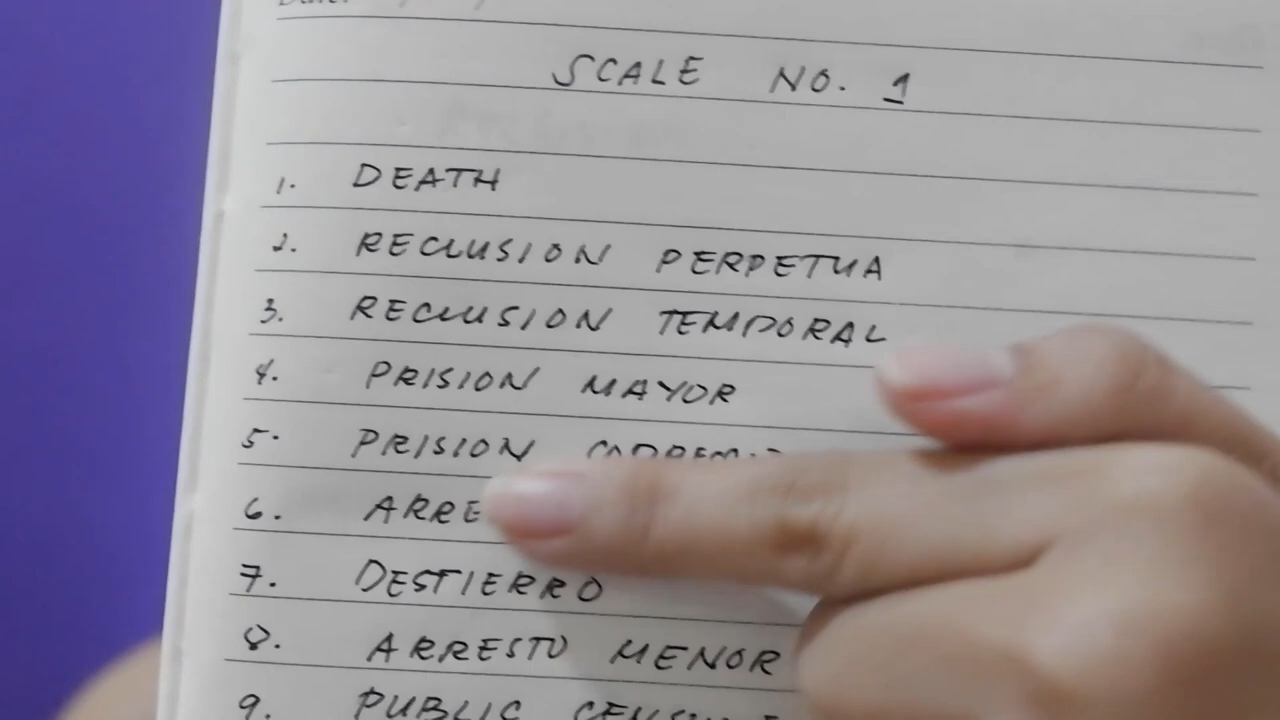 SCALE NO. 1
1. DEATH
2. RECLUSION PERPETUA
3. RECLUSION TEMPORAL
4. PRISION MAYOR
5. PRISION
6.
7. DESTIERRO
8. ARRESTO MENOR
9. PUBLIC